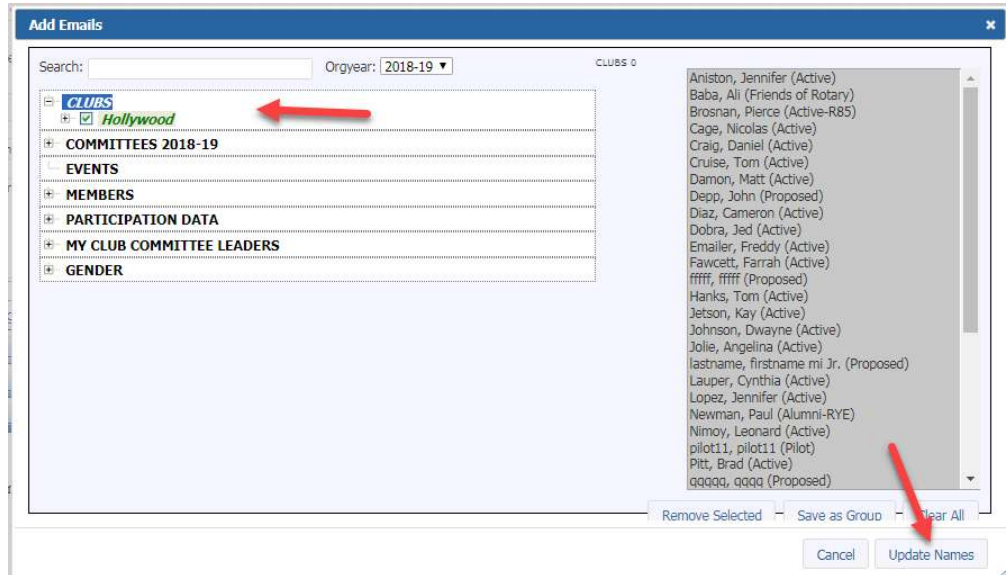 Add Emails
Search:
Orgyear: 2018-19
CLUBS 0
CLUBS
Hollywood
COMMITTEES 2018-19
EVENTS
MEMBERS
PARTICIPATION DATA
MY CLUB COMMITTEE LEADERS
GENDER
Aniston, Jennifer (Active)
Baba, Ali (Friends of Rotary)
Brosnan, Pierce (Active-R85)
Cage, Nicolas (Active)
Craig, Daniel (Active)
Cruise, Tom (Active)
Damon, Matt (Active)
Depp, John (Proposed)
Diaz, Cameron (Active)
Dobra, Jed (Active)
Emailer, Freddy (Active)
Fawcett, Farrah (Active)
fffff, fffff (Proposed)
Hanks, Tom (Active)
Jetson, Kay (Active)
Johnson, Dwayne (Active)
Jolie, Angelina (Active)
lastname, firstname mi Jr. (Proposed)
Lauper, Cynthia (Active)
Lopez, Jennifer (Active)
Newman, Paul (Alumni-RYE)
Nimoy, Leonard (Active)
pilot11, pilot11 (Pilot)
Pitt, Brad (Active)
qqqqq, qqqq (Proposed)
Remove Selected
Save as Group
Clear All
Cancel
Update Names